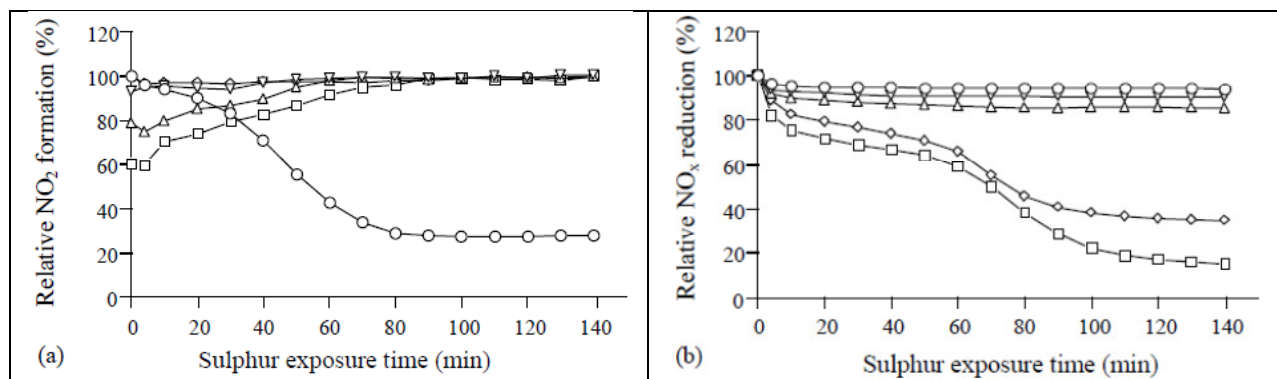 Relative NO₂ formation (%)
120
100
80
60
40
20
0
0 20 40 60 80 100 120 140
(a) Sulphur exposure time (min)
Relative NOₓ reduction (%)
120
100
80
60
40
20
0
0 20 40 60 80 100 120 140
(b) Sulphur exposure time (min)